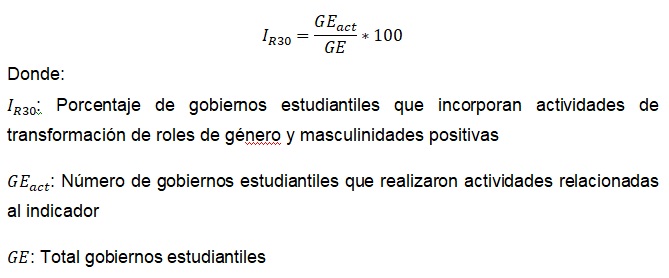 I_{R30} = \frac{GE_{act}}{GE} * 100
Donde:
I_{R30}: Porcentaje de gobiernos estudiantiles que incorporan actividades de
transformación de roles de género y masculinidades positivas
GE_{act}: Número de gobiernos estudiantiles que realizaron actividades relacionadas
al indicador
GE: Total gobiernos estudiantiles